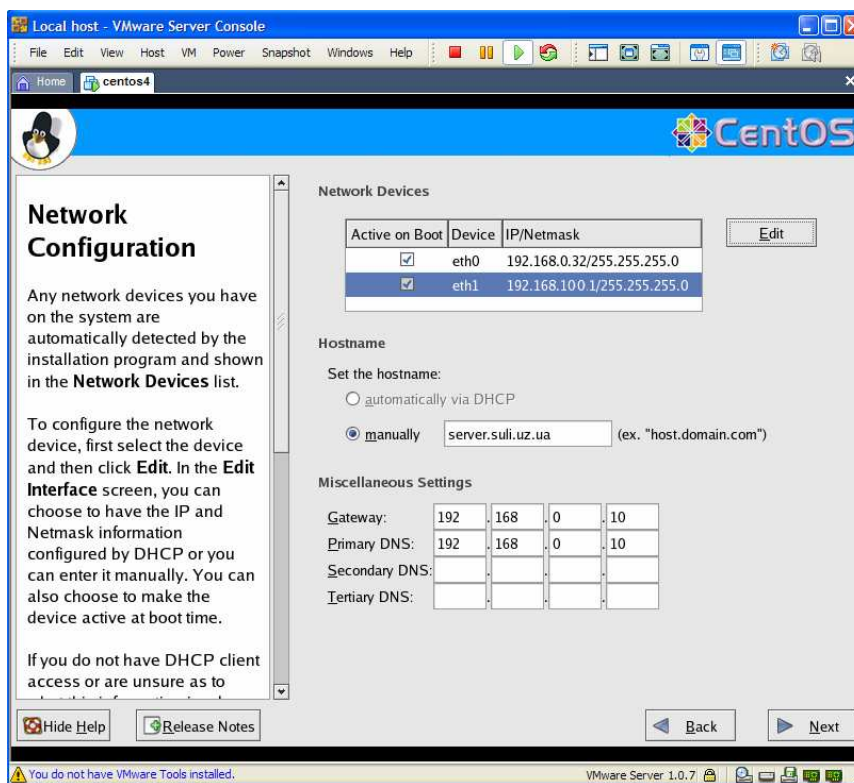 Local host - VMware Server Console
File Edit View Host VM Power Snapshot Windows Help
Home centos4
CentOS
Network
Configuration
Any network devices you have
on the system are
automatically detected by the
installation program and shown
in the Network Devices list.
To configure the network
device, first select the device
and then click Edit. In the Edit
Interface screen, you can
choose to have the IP and
Netmask information
configured by DHCP or you
can enter it manually. You can
also choose to make the
device active at boot time.
If you do not have DHCP client
access or are unsure as to
Network Devices
Active on Boot Device IP/Netmask
eth0 192.168.0.32/255.255.255.0
eth1 192.168.100.1/255.255.255.0
Edit
Hostname
Set the hostname:
automatically via DHCP
manually server.suli.uz.ua (ex. "host.domain.com")
Miscellaneous Settings
Gateway: 192 . 168 . 0 . 10
Primary DNS: 192 . 168 . 0 . 10
Secondary DNS: . . .
Tertiary DNS: . . .
Hide Help Release Notes Back Next
You do not have VMware Tools installed. VMware Server 1.0.7